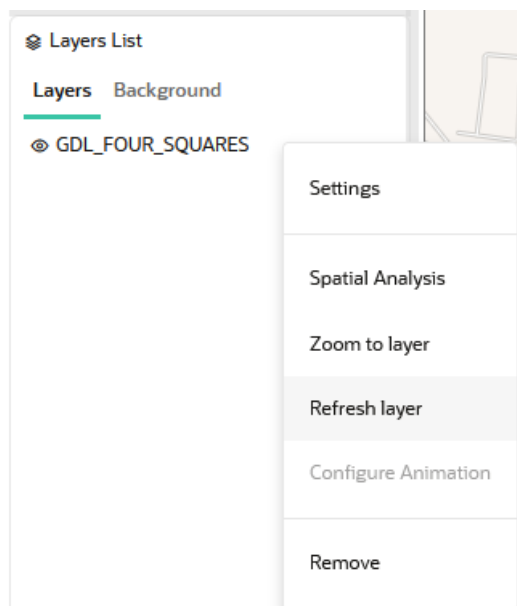 Layers List
Layers Background
GDL_FOUR_SQUARES
Settings
Spatial Analysis
Zoom to layer
Refresh layer
Configure Animation
Remove